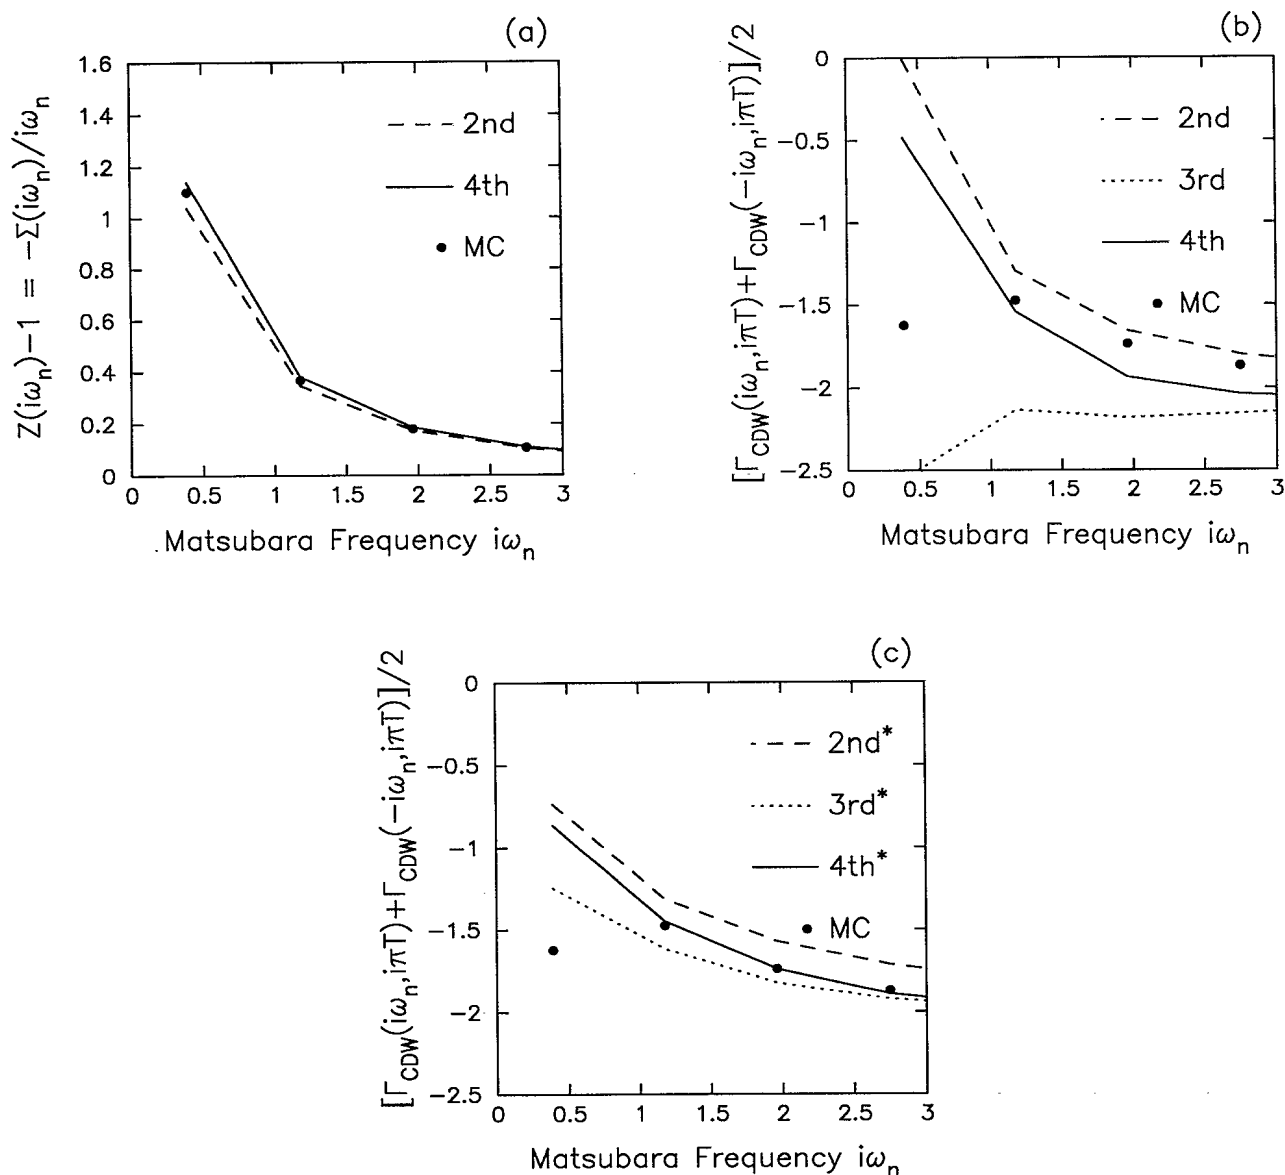 (a)
1.6
1.4
1.2
1
0.8
0.6
0.4
0.2
0
Z(iω_n)−1 = −Σ(iω_n)/iω_n
2nd
4th
MC
0 0.5 1 1.5 2 2.5 3
Matsubara Frequency iω_n
(b)
0
−0.5
−1
−1.5
−2
−2.5
[Γ_CDW(iω_n,iπT)+Γ_CDW(−iω_n,iπT)]/2
2nd
3rd
4th
MC
0 0.5 1 1.5 2 2.5 3
Matsubara Frequency iω_n
(c)
0
−0.5
−1
−1.5
−2
−2.5
[Γ_CDW(iω_n,iπT)+Γ_CDW(−iω_n,iπT)]/2
2nd*
3rd*
4th*
MC
0 0.5 1 1.5 2 2.5 3
Matsubara Frequency iω_n